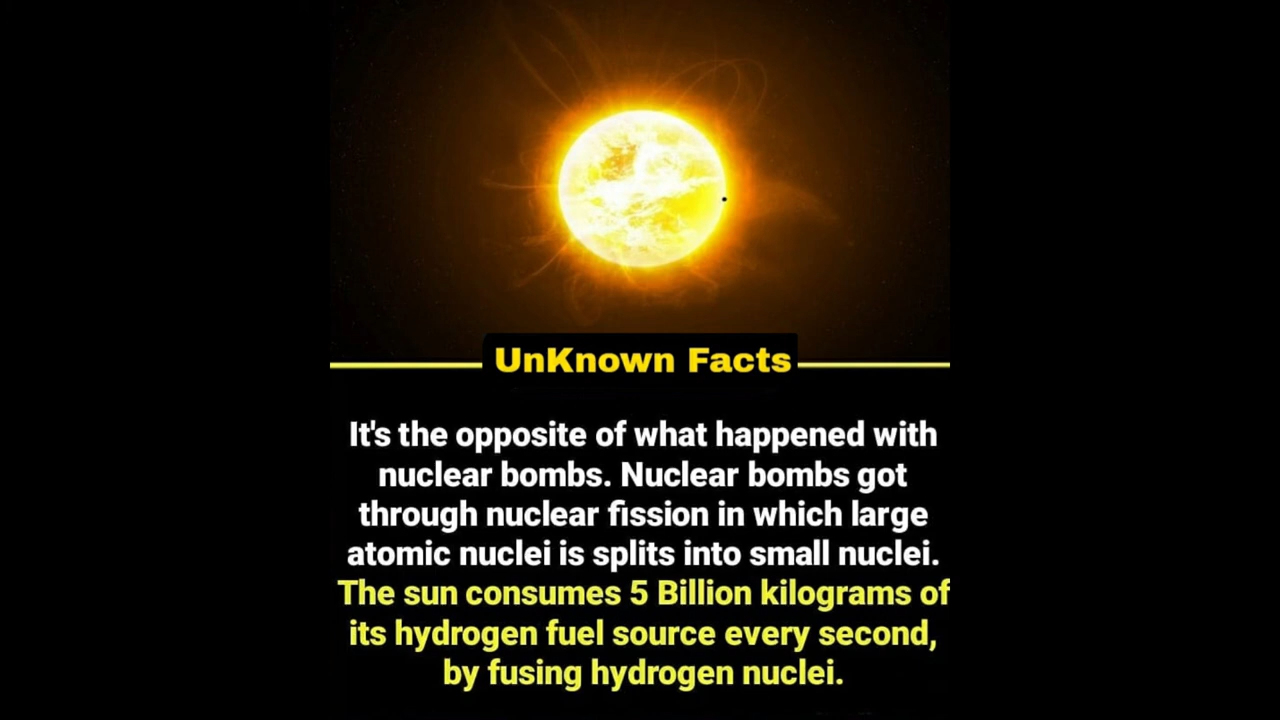 UnKnown Facts
It's the opposite of what happened with
nuclear bombs. Nuclear bombs got
through nuclear fission in which large
atomic nuclei is splits into small nuclei.
The sun consumes 5 Billion kilograms of
its hydrogen fuel source every second,
by fusing hydrogen nuclei.